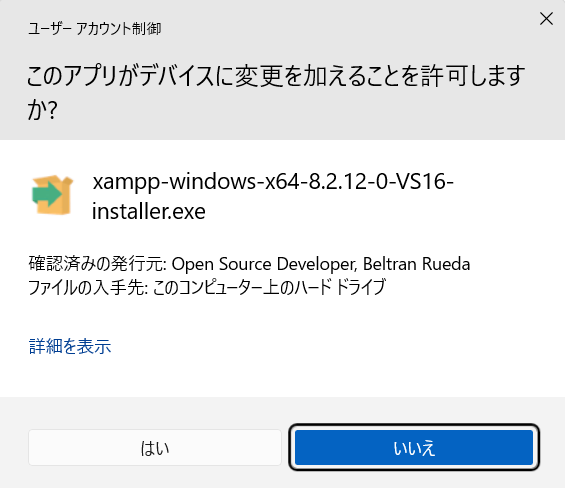 ユーザー アカウント制御
このアプリがデバイスに変更を加えることを許可します
か?
xampp-windows-x64-8.2.12-0-VS16-
installer.exe
確認済みの発行元: Open Source Developer, Beltran Rueda
ファイルの入手先: このコンピューター上のハード ドライブ
詳細を表示
はい
いいえ